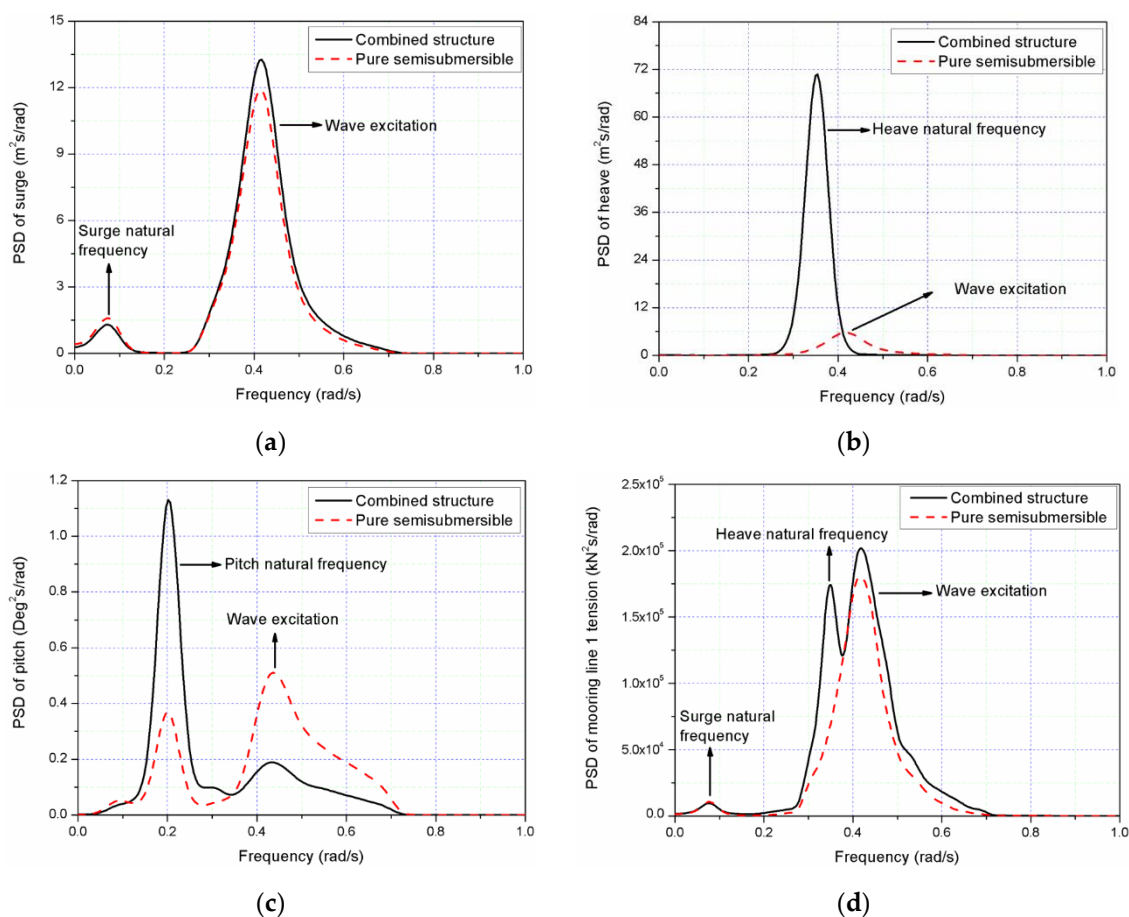 15
12
9
6
3
0
PSD of surge (m²s/rad)
Combined structure
Pure semisubmersible
Wave excitation
Surge natural
frequency
0.0 0.2 0.4 0.6 0.8 1.0
Frequency (rad/s)
(a)
84
72
60
48
36
24
12
0
PSD of heave (m²s/rad)
Combined structure
Pure semisubmersible
Heave natural frequency
Wave excitation
0.0 0.2 0.4 0.6 0.8 1.0
Frequency (rad/s)
(b)
1.2
1.0
0.8
0.6
0.4
0.2
0.0
PSD of pitch (Deg²s/rad)
Combined structure
Pure semisubmersible
Pitch natural frequency
Wave excitation
0.0 0.2 0.4 0.6 0.8 1.0
Frequency (rad/s)
(c)
2.5x10⁵
2.0x10⁵
1.5x10⁵
1.0x10⁵
5.0x10⁴
0.0
PSD of mooring line 1 tension (kN²s/rad)
Combined structure
Pure semisubmersible
Heave natural frequency
Wave excitation
Surge natural
frequency
0.0 0.2 0.4 0.6 0.8 1.0
Frequency (rad/s)
(d)